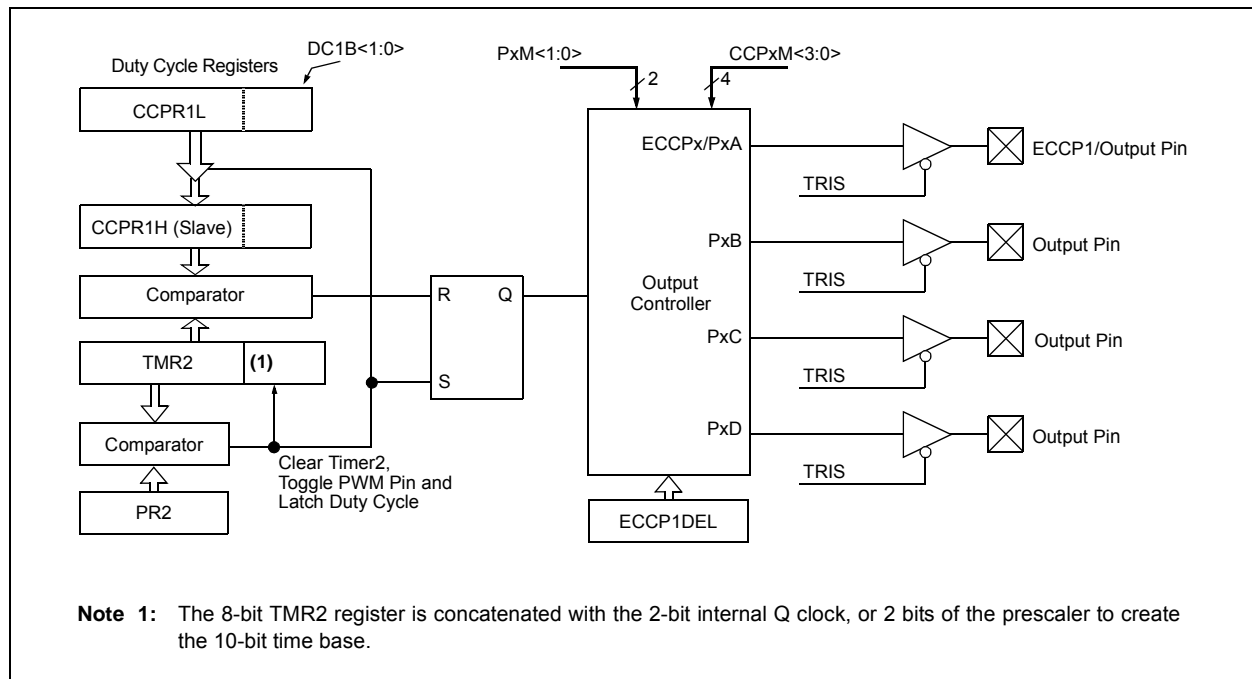 DC1B<1:0>
Duty Cycle Registers
CCPR1L
CCPR1H (Slave)
Comparator
TMR2
(1)
Comparator
PR2
Clear Timer2,
Toggle PWM Pin and
Latch Duty Cycle
R
Q
S
PxM<1:0>
2
CCPxM<3:0>
4
Output
Controller
ECCPx/PxA
PxB
PxC
PxD
ECCP1DEL
TRIS
ECCP1/Output Pin
TRIS
Output Pin
TRIS
Output Pin
TRIS
Output Pin
Note 1: The 8-bit TMR2 register is concatenated with the 2-bit internal Q clock, or 2 bits of the prescaler to create
the 10-bit time base.